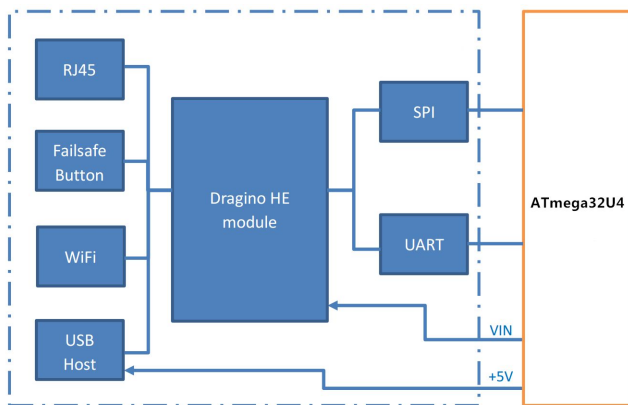 RJ45
Failsafe
Button
WiFi
USB
Host
Dragino HE
module
SPI
UART
VIN
+5V
ATmega32U4